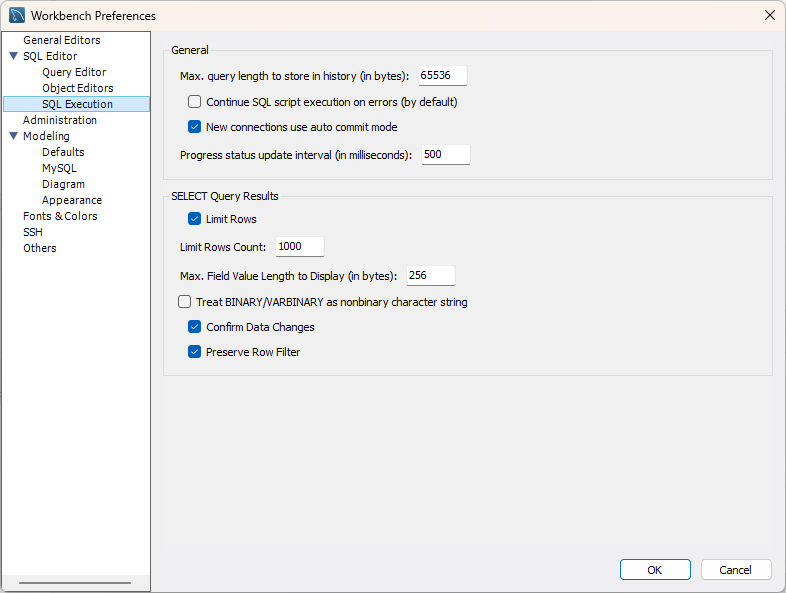 Workbench Preferences
General Editors
SQL Editor
Query Editor
Object Editors
SQL Execution
Administration
Modeling
Defaults
MySQL
Diagram
Appearance
Fonts & Colors
SSH
Others
General
Max. query length to store in history (in bytes): 65536
Continue SQL script execution on errors (by default)
New connections use auto commit mode
Progress status update interval (in milliseconds): 500
SELECT Query Results
Limit Rows
Limit Rows Count: 1000
Max. Field Value Length to Display (in bytes): 256
Treat BINARY/VARBINARY as nonbinary character string
Confirm Data Changes
Preserve Row Filter
OK Cancel